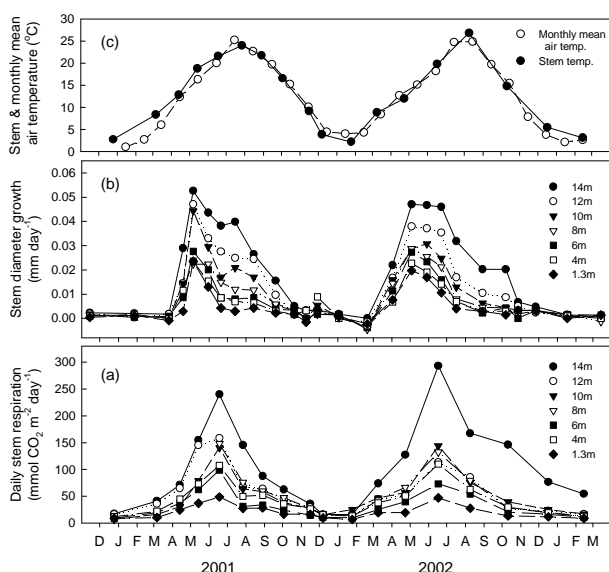 (c)
Monthly mean
air temp.
Stem temp.
Stem & monthly mean
air temperature (°C)
30
25
20
15
10
5
0
(b)
14m
12m
10m
8m
6m
4m
1.3m
Stem diameter growth
(mm day⁻¹)
0.06
0.05
0.04
0.03
0.02
0.01
0.00
(a)
14m
12m
10m
8m
6m
4m
1.3m
Daily stem respiration
(mmol CO₂ m⁻² day⁻¹)
300
250
200
150
100
50
0
D J F M A M J J A S O N D J F M A M J J A S O N D J F M
2001 2002